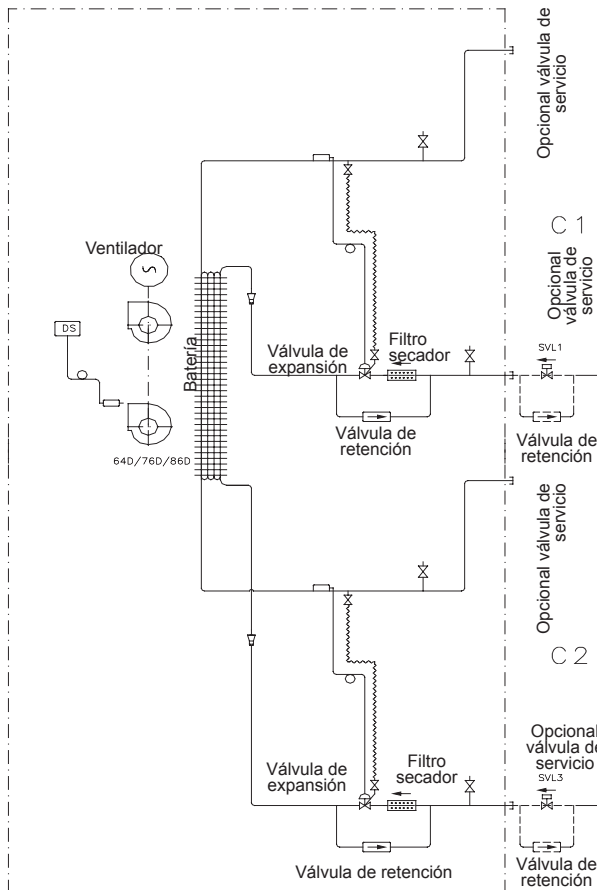 Opcional válvula de
servicio
C 1
Ventilador
S
Opcional
válvula de
servicio
DS
Batería
Válvula de
expansión
Filtro
secador
SVL1
Válvula de
retención
Válvula de
retención
64D/76D/86D
Opcional válvula de
servicio
C 2
Válvula de
expansión
Filtro
secador
Opcional
válvula de
servicio
SVL3
Válvula de retención
Válvula de
retención